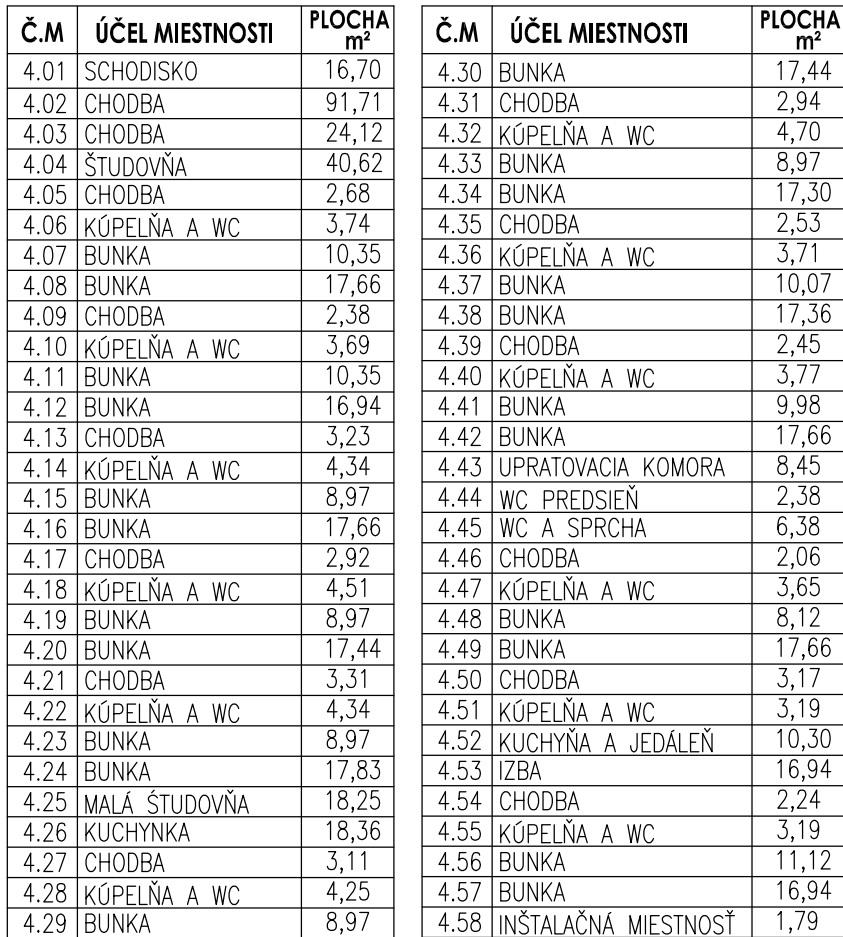 Č.M ÚČEL MIESTNOSTI PLOCHA m²
4.01 SCHODISKO 16,70
4.02 CHODBA 91,71
4.03 CHODBA 24,12
4.04 ŠTUDOVŇA 40,62
4.05 CHODBA 2,68
4.06 KÚPELŇA A WC 3,74
4.07 BUNKA 10,35
4.08 BUNKA 17,66
4.09 CHODBA 2,38
4.10 KÚPELŇA A WC 3,69
4.11 BUNKA 10,35
4.12 BUNKA 16,94
4.13 CHODBA 3,23
4.14 KÚPELŇA A WC 4,34
4.15 BUNKA 8,97
4.16 BUNKA 17,66
4.17 CHODBA 2,92
4.18 KÚPELŇA A WC 4,51
4.19 BUNKA 8,97
4.20 BUNKA 17,44
4.21 CHODBA 3,31
4.22 KÚPELŇA A WC 4,34
4.23 BUNKA 8,97
4.24 BUNKA 17,83
4.25 MALÁ ŚTUDOVŇA 18,25
4.26 KUCHYNKA 18,36
4.27 CHODBA 3,11
4.28 KÚPELŇA A WC 4,25
4.29 BUNKA 8,97
Č.M ÚČEL MIESTNOSTI PLOCHA m²
4.30 BUNKA 17,44
4.31 CHODBA 2,94
4.32 KÚPELŇA A WC 4,70
4.33 BUNKA 8,97
4.34 BUNKA 17,30
4.35 CHODBA 2,53
4.36 KÚPELŇA A WC 3,71
4.37 BUNKA 10,07
4.38 BUNKA 17,36
4.39 CHODBA 2,45
4.40 KÚPELŇA A WC 3,77
4.41 BUNKA 9,98
4.42 BUNKA 17,66
4.43 UPRATOVACIA KOMORA 8,45
4.44 WC PREDSIEŇ 2,38
4.45 WC A SPRCHA 6,38
4.46 CHODBA 2,06
4.47 KÚPELŇA A WC 3,65
4.48 BUNKA 8,12
4.49 BUNKA 17,66
4.50 CHODBA 3,17
4.51 KÚPELŇA A WC 3,19
4.52 KUCHYŇA A JEDÁLEŇ 10,30
4.53 IZBA 16,94
4.54 CHODBA 2,24
4.55 KÚPELŇA A WC 3,19
4.56 BUNKA 11,12
4.57 BUNKA 16,94
4.58 INŠTALAČNÁ MIESTNOSŤ 1,79